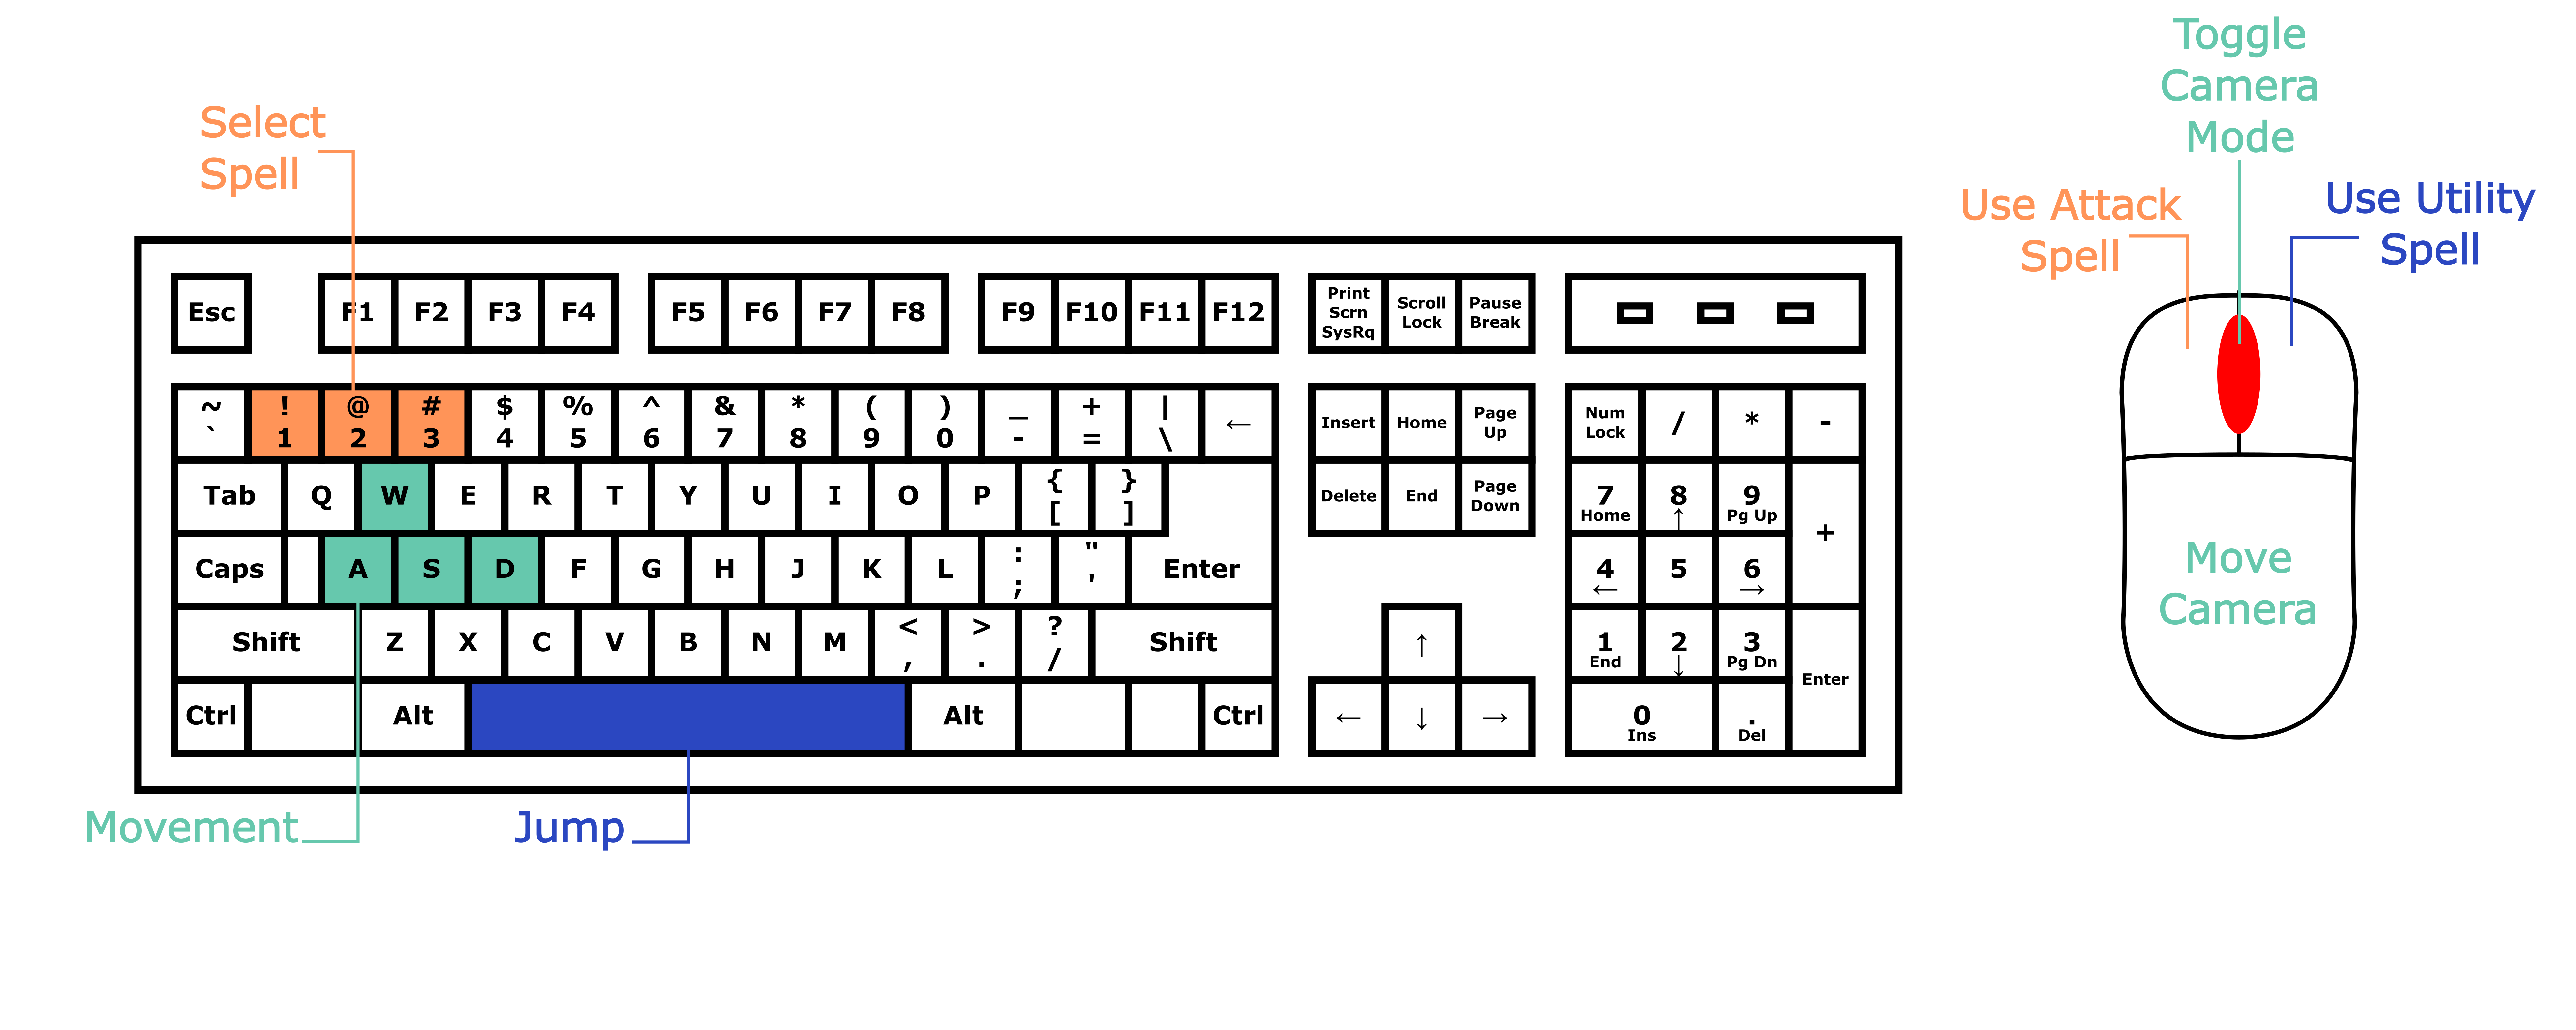 Toggle
Camera
Mode
Select
Spell
Use Attack
Spell
Use Utility
Spell
Esc F1 F2 F3 F4 F5 F6 F7 F8 F9 F10 F11 F12
Print
Scrn
SysRq
Scroll
Lock
Pause
Break
~ ! @ # $ % ^ & * ( ) _ + |
` 1 2 3 4 5 6 7 8 9 0 - = \ ←
Insert Home
Page
Up
Num
Lock
/ * -
Tab Q W E R T Y U I O P { }
[ ]
Delete End
Page
Down
7 8 9
Home ↑ Pg Up
+
Caps A S D F G H J K L : "
; '
Enter
4 5 6
← →
Move
Camera
Shift Z X C V B N M < > ?
, . /
Shift
↑
1 2 3
End ↓ Pg Dn
Enter
Ctrl Alt Alt Ctrl
← ↓ →
0 .
Ins Del
Movement
Jump